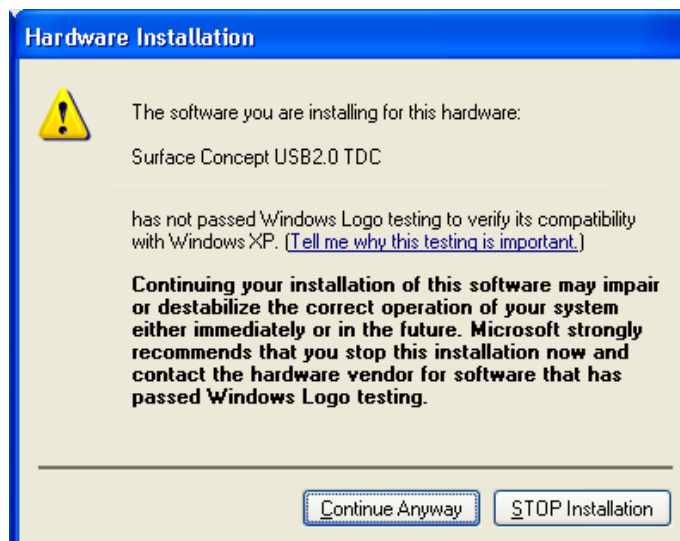 Hardware Installation
The software you are installing for this hardware:
Surface Concept USB2.0 TDC
has not passed Windows Logo testing to verify its compatibility
with Windows XP. (Tell me why this testing is important.)
Continuing your installation of this software may impair
or destabilize the correct operation of your system
either immediately or in the future. Microsoft strongly
recommends that you stop this installation now and
contact the hardware vendor for software that has
passed Windows Logo testing.
Continue Anyway
STOP Installation